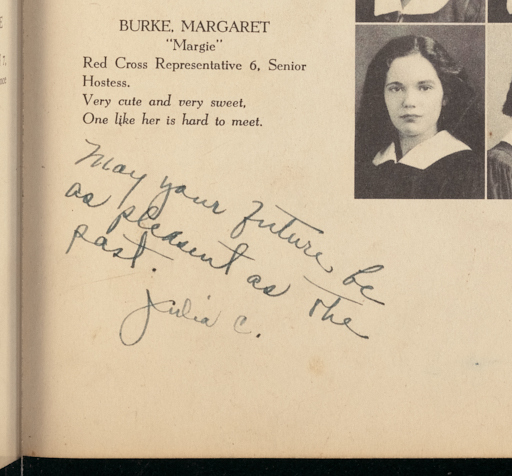 BURKE, MARGARET
"Margie"
Red Cross Representative 6, Senior
Hostess.
Very cute and very sweet,
One like her is hard to meet.
May your future be
as pleasant as the
past.
Julia C.